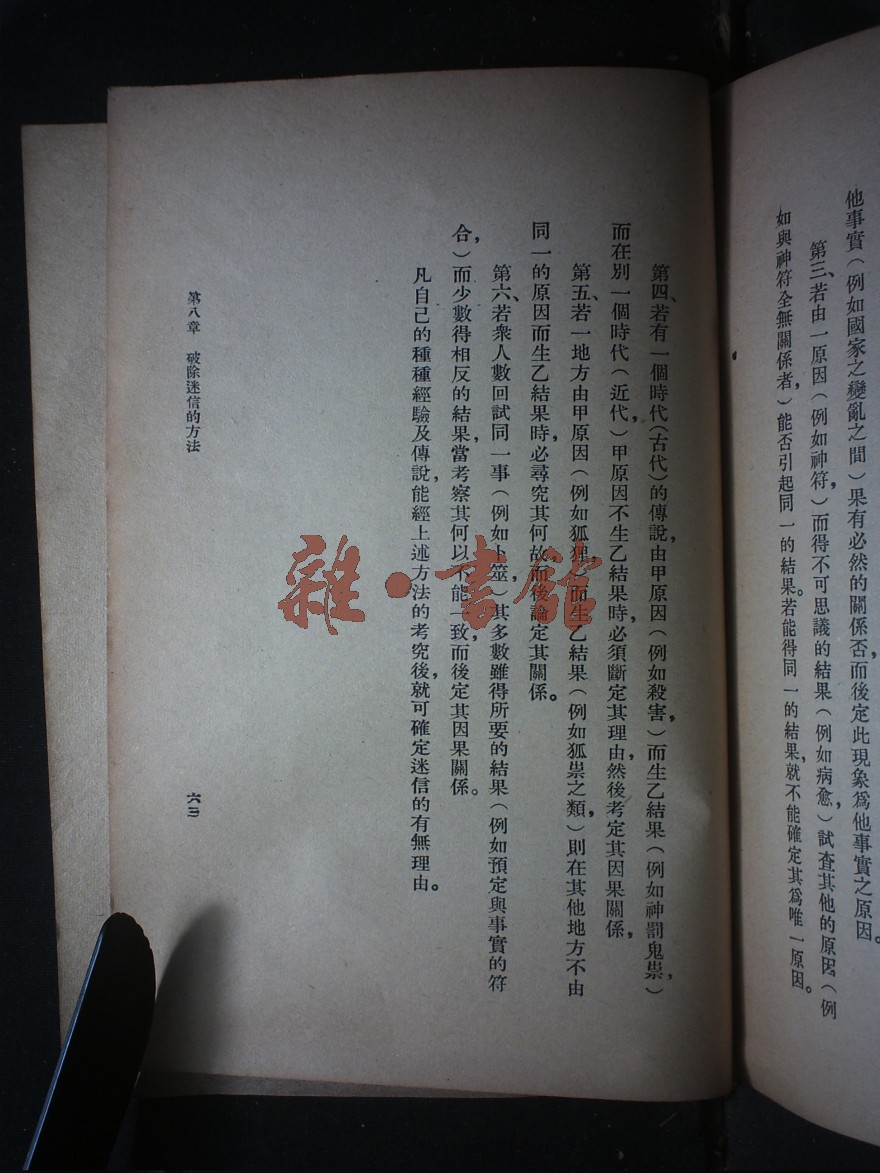 他事實（例如國家之變亂之間）果有必然的關係否，而後定此現象爲他事實之原因。
第三、若由一原因（例如神符，）而得不可思議的結果（例如病愈，）試查其他的原因（例
如與神符全無關係者，）能否引起同一的結果。若能得同一的結果，就不能確定其爲唯一原因。
第四、若有一個時代（古代）的傳說，由甲原因（例如殺害，）而生乙結果（例如神罰鬼祟，）
而在別一個時代（近代，）甲原因不生乙結果時，必須斷定其理由，然後考定其因果關係，
第五、若一地方由甲原因（例如狐狸，）而生乙結果（例如狐祟之類，）則在其他地方不由
同一的原因而生乙結果時，必尋究其何故而後論定其關係。
第六、若衆人數回試同一事（例如卜筮，）其多數雖得所要的結果（例如預定與事實的符
合，）而少數得相反的結果，當考察其何以不能一致，而後定其因果關係。
凡自己的種種經驗及傳說，能經上述方法的考究後，就可確定迷信的有無理由。
第八章　破除迷信的方法
六三
雜·書館